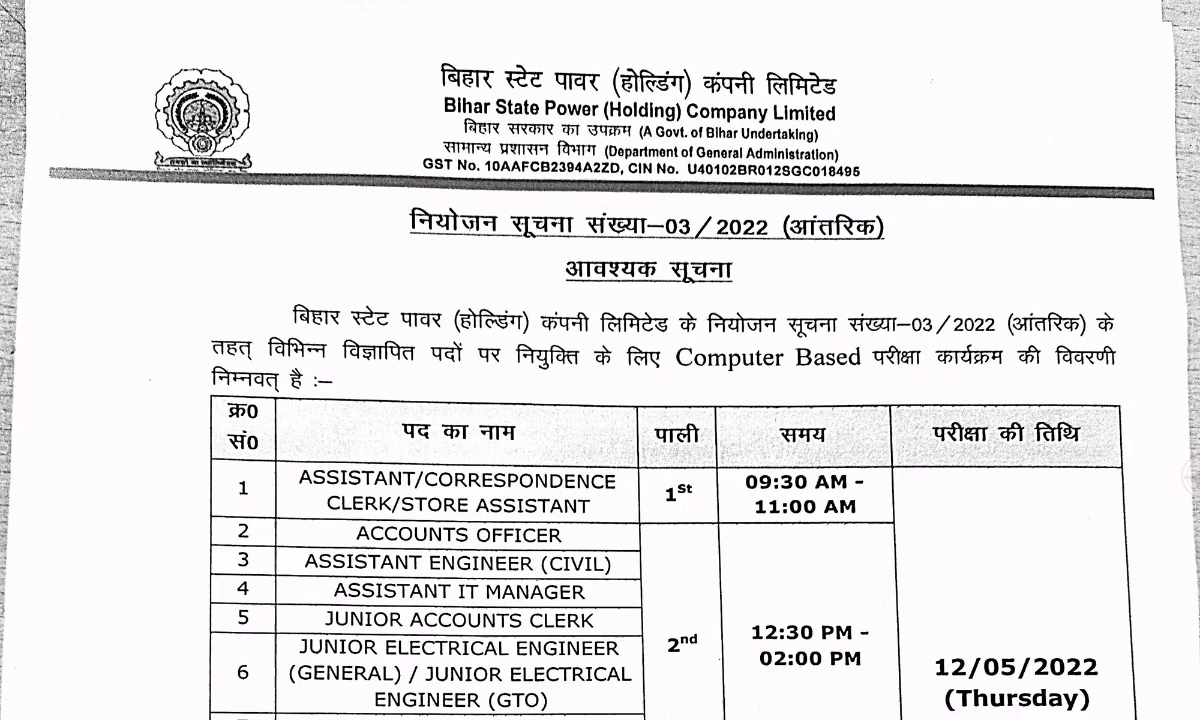 बिहार स्टेट पावर (होल्डिंग) कंपनी लिमिटेड
Bihar State Power (Holding) Company Limited
बिहार सरकार का उपक्रम (A Govt. of Bihar Undertaking)
सामान्य प्रशासन विभाग (Department of General Administration)
GST No. 10AAFCB2394A2ZD, CIN No. U40102BR012SGC018495
नियोजन सूचना संख्या–03/2022 (आंतरिक)
आवश्यक सूचना
बिहार स्टेट पावर (होल्डिंग) कंपनी लिमिटेड के नियोजन सूचना संख्या–03/2022 (आंतरिक) के
तहत् विभिन्न विज्ञापित पदों पर नियुक्ति के लिए Computer Based परीक्षा कार्यक्रम की विवरणी
निम्नवत् है :–
क्र0 सं0 पद का नाम पाली समय परीक्षा की तिथि
1 ASSISTANT/CORRESPONDENCE 1St 09:30 AM -
CLERK/STORE ASSISTANT 11:00 AM
2 ACCOUNTS OFFICER
3 ASSISTANT ENGINEER (CIVIL)
4 ASSISTANT IT MANAGER
5 JUNIOR ACCOUNTS CLERK
6 JUNIOR ELECTRICAL ENGINEER 2nd 12:30 PM -
(GENERAL) / JUNIOR ELECTRICAL 02:00 PM 12/05/2022
ENGINEER (GTO) (Thursday)